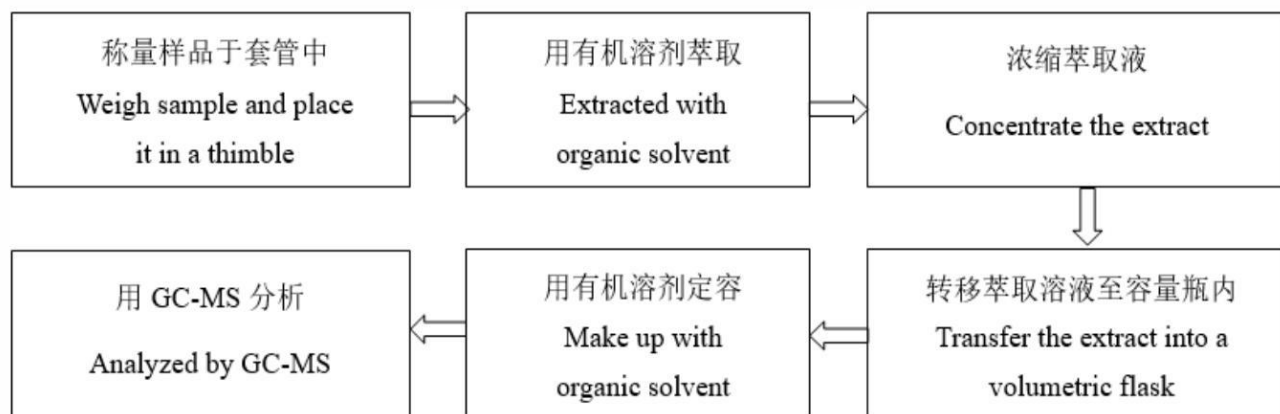 称量样品于套管中
Weigh sample and place
it in a thimble
用有机溶剂萃取
Extracted with
organic solvent
浓缩萃取液
Concentrate the extract
转移萃取溶液至容量瓶内
Transfer the extract into a
volumetric flask
用有机溶剂定容
Make up with
organic solvent
用 GC-MS 分析
Analyzed by GC-MS